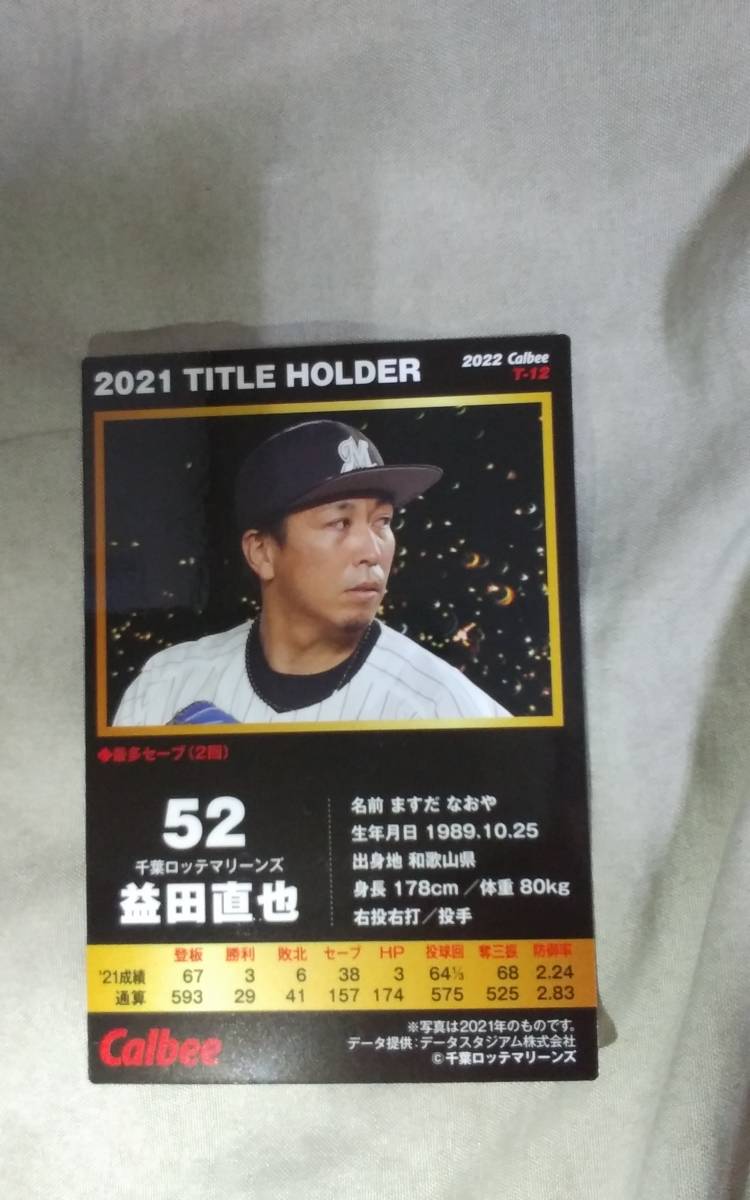 2021 TITLE HOLDER
2022 Calbee
T-12
M
◆最多セーブ(2回)
52
千葉ロッテマリーンズ
益田直也
名前 ますだ なおや
生年月日 1989.10.25
出身地 和歌山県
身長 178cm／体重 80kg
右投右打／投手
登板 勝利 敗北 セーブ HP 投球回 奪三振 防御率
'21成績 67 3 6 38 3 64⅓ 68 2.24
通算 593 29 41 157 174 575 525 2.83
Calbee
※写真は2021年のものです。
データ提供：データスタジアム株式会社
©千葉ロッテマリーンズ